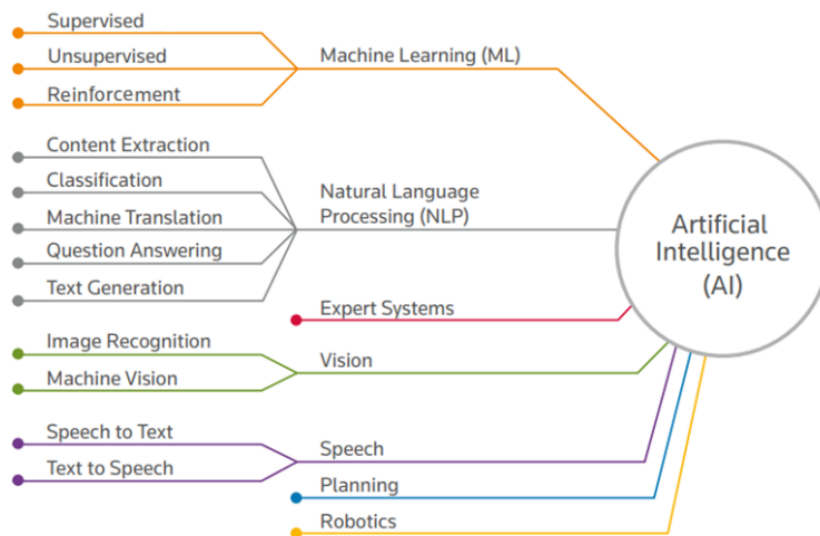 Supervised
Unsupervised
Reinforcement
Machine Learning (ML)
Content Extraction
Classification
Machine Translation
Question Answering
Text Generation
Natural Language
Processing (NLP)
Expert Systems
Image Recognition
Machine Vision
Vision
Speech to Text
Text to Speech
Speech
Planning
Robotics
Artificial
Intelligence
(AI)